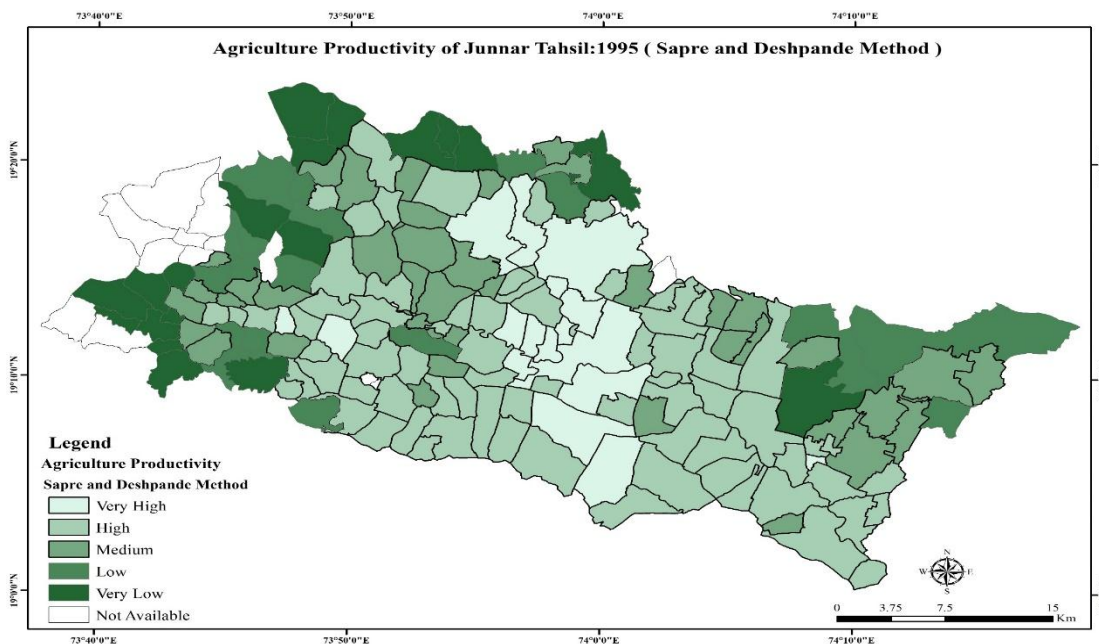 73°40'0"E 73°50'0"E 74°0'0"E 74°10'0"E
Agriculture Productivity of Junnar Tahsil:1995 ( Sapre and Deshpande Method )
19°20'0"N
19°10'0"N
19°0'0"N
Legend
Agriculture Productivity
Sapre and Deshpande Method
Very High
High
Medium
Low
Very Low
Not Available
N
W E
S
0 3.75 7.5 15
Km
73°40'0"E 73°50'0"E 74°0'0"E 74°10'0"E